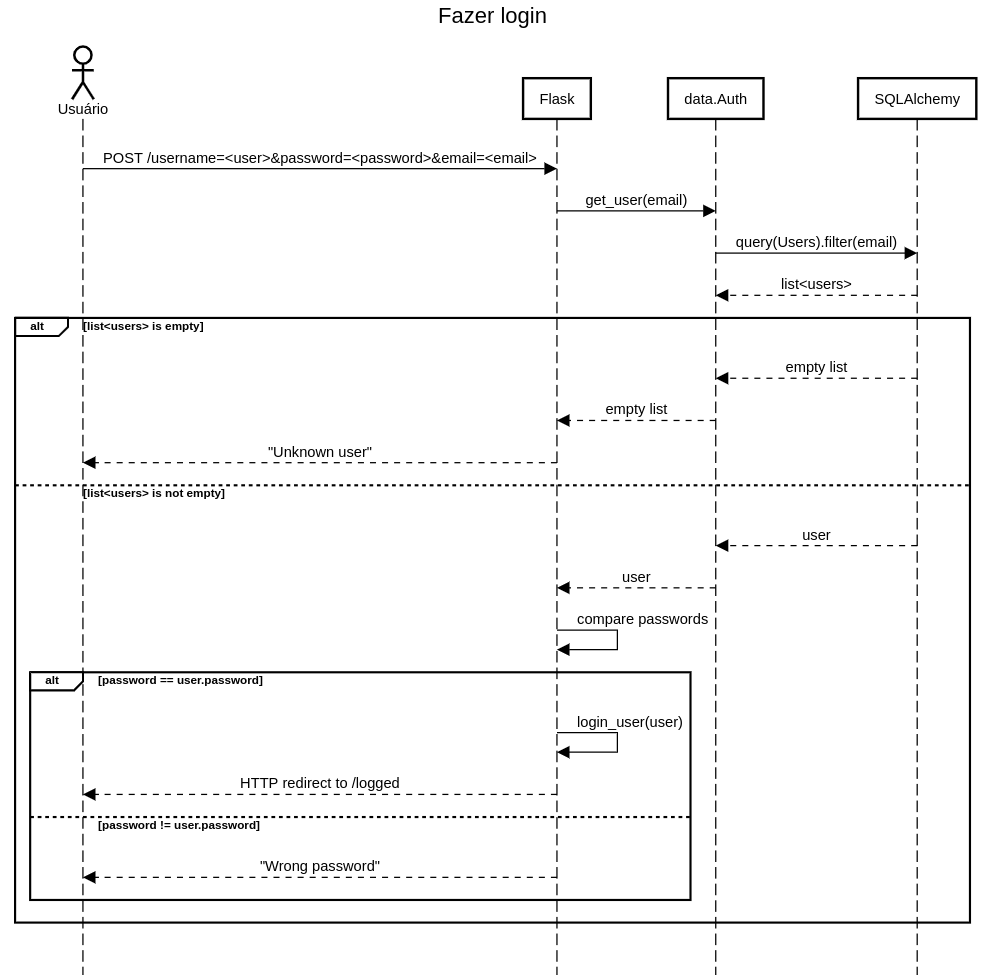 Fazer login
Usuário
Flask
data.Auth
SQLAlchemy
POST /username=<user>&password=<password>&email=<email>
get_user(email)
query(Users).filter(email)
list<users>
alt
[list<users> is empty]
empty list
empty list
"Unknown user"
[list<users> is not empty]
user
user
compare passwords
alt
[password == user.password]
login_user(user)
HTTP redirect to /logged
[password != user.password]
"Wrong password"